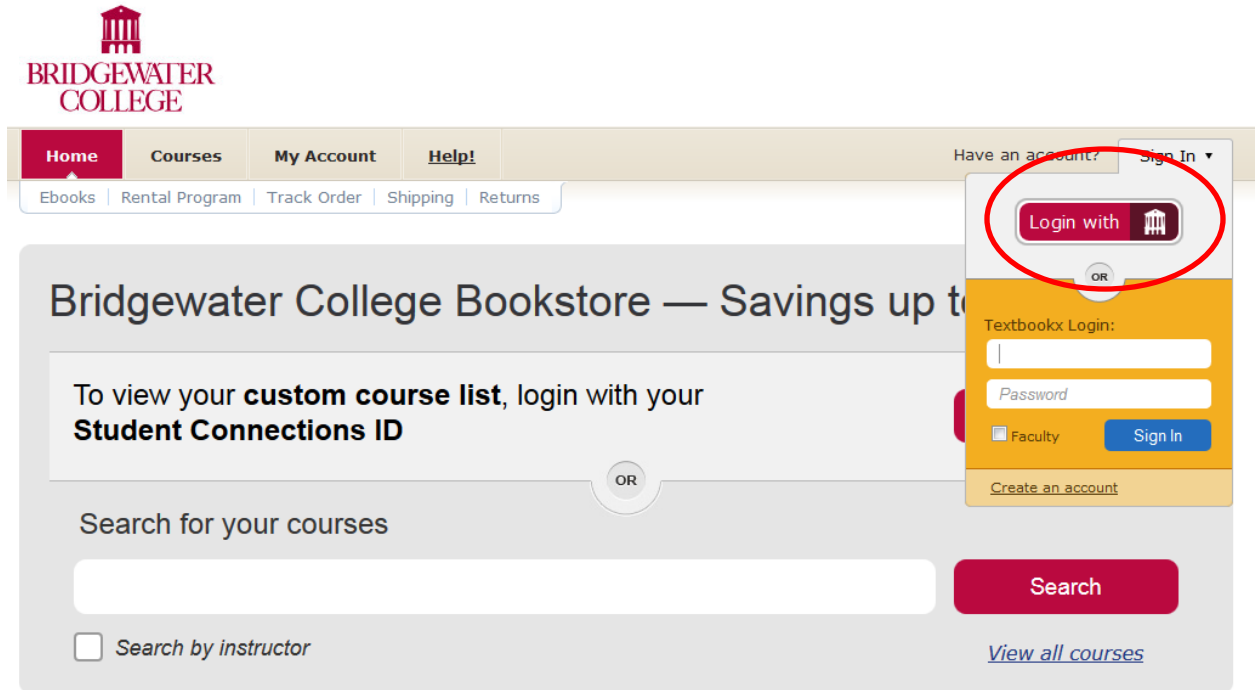 BRIDGEWATER
COLLEGE
Home Courses My Account Help! Have an account? Sign In ▾
Ebooks | Rental Program | Track Order | Shipping | Returns
Login with
OR
Bridgewater College Bookstore — Savings up to
Textbookx Login:
Password
Faculty Sign In
Create an account
To view your custom course list, login with your
Student Connections ID
OR
Search for your courses
Search
Search by instructor
View all courses